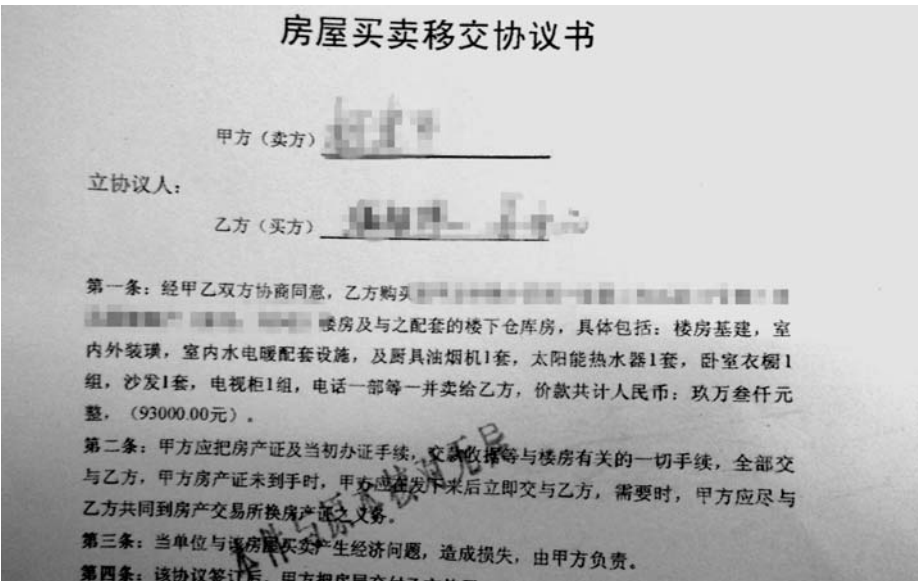 房屋买卖移交协议书
甲方（卖方）
立协议人：
乙方（买方）
第一条：经甲乙双方协商同意，乙方购买
楼房及与之配套的楼下仓库房，具体包括：楼房基建，室
内外装璜，室内水电暖配套设施，及厨具油烟机1套，太阳能热水器1套，卧室衣橱1
组，沙发1套，电视柜1组，电话一部等一并卖给乙方，价款共计人民币：玖万叁仟元
整，（93000.00元）。
第二条：甲方应把房产证及当初办证手续，交款收据等与楼房有关的一切手续，全部交
与乙方，甲方房产证未到手时，甲方应在发下来后立即交与乙方，需要时，甲方应尽与
乙方共同到房产交易所换房产证之义务。
第三条：当单位与该房屋买卖产生经济问题，造成损失，由甲方负责。
第四条：该协议签订后，甲方把房屋交付乙方
本件与原本核对无异